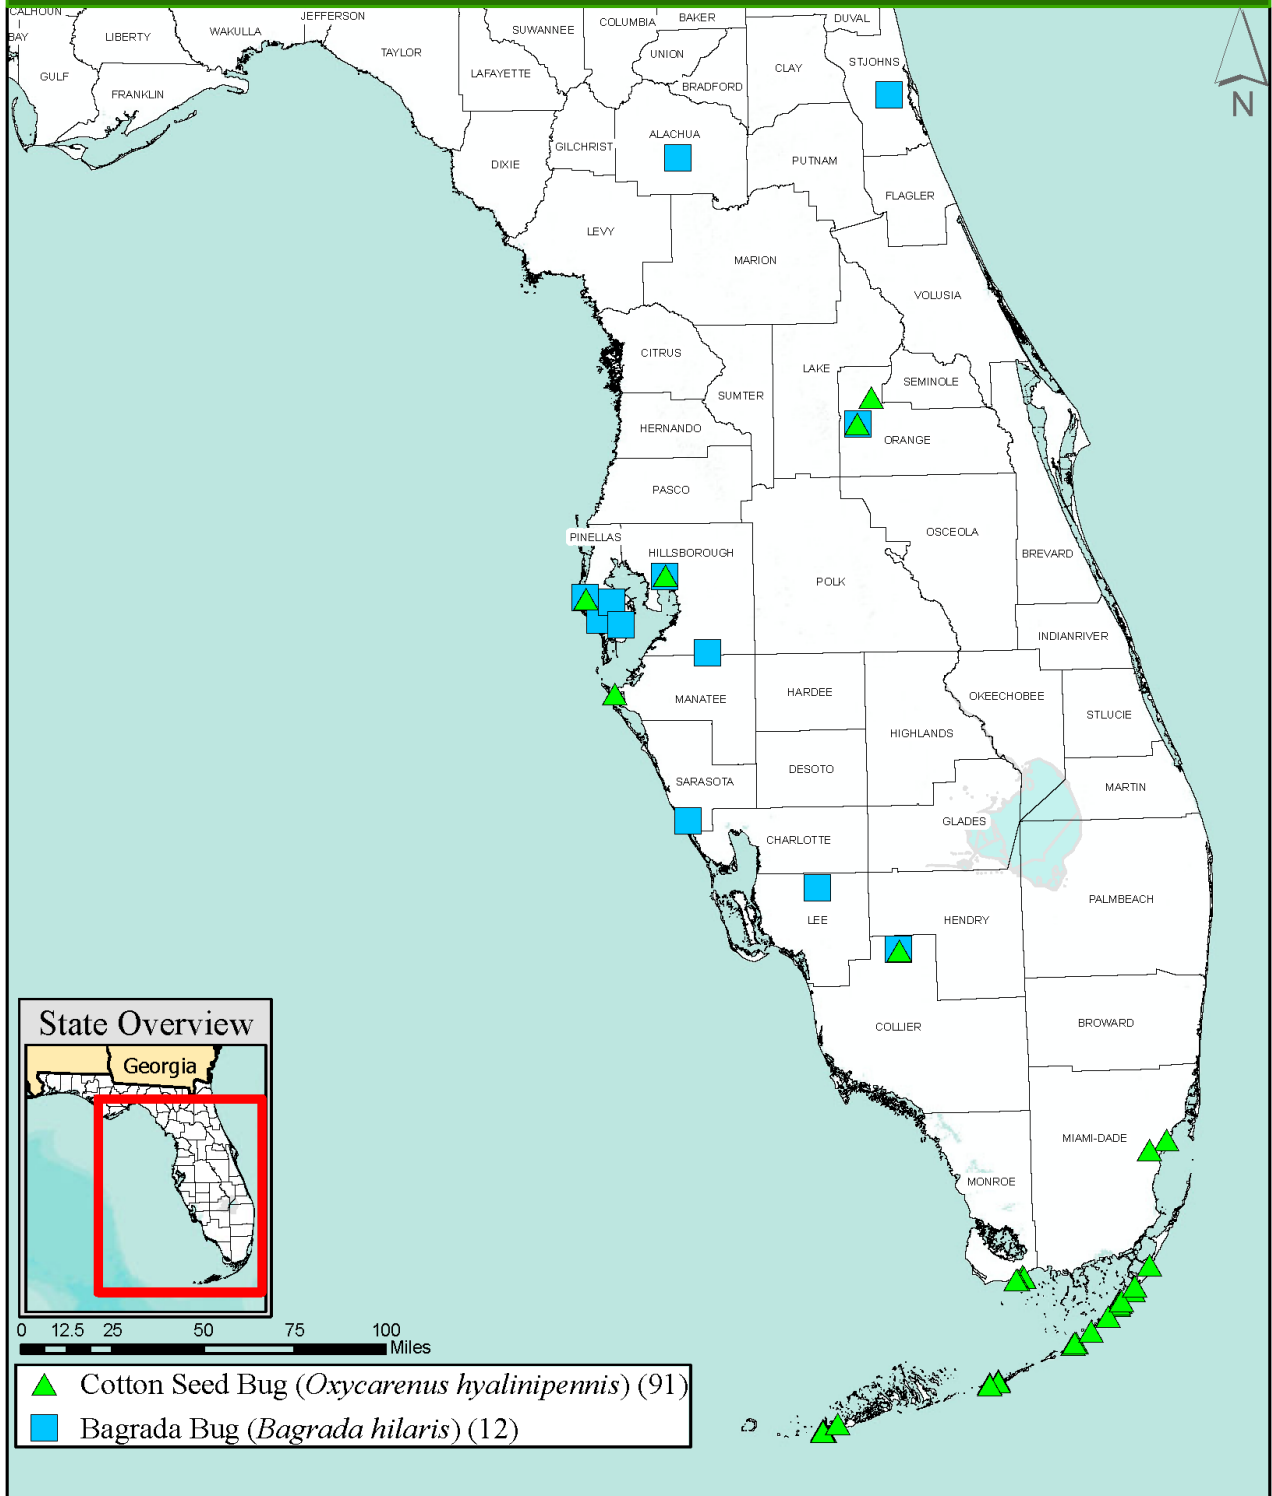 CALHOUN
JEFFERSON
BAY
LIBERTY
WAKULLA
SUWANNEE
COLUMBIA
BAKER
DUVAL
TAYLOR
UNION
CLAY
STJOHNS
GULF
LAFAYETTE
BRADFORD
FRANKLIN
N
ALACHUA
GILCHRIST
DIXIE
PUTNAM
FLAGLER
LEVY
MARION
VOLUSIA
CITRUS
LAKE
SEMINOLE
SUMTER
HERNANDO
ORANGE
PASCO
PINELLAS
HILLSBOROUGH
OSCEOLA
BREVARD
POLK
INDIANRIVER
MANATEE
HARDEE
OKEECHOBEE
STLUCIE
HIGHLANDS
SARASOTA
DESOTO
MARTIN
GLADES
CHARLOTTE
PALMBEACH
LEE
HENDRY
COLLIER
BROWARD
MIAMI-DADE
MONROE
State Overview
Georgia
0 12.5 25 50 75 100
Miles
Cotton Seed Bug (Oxycarenus hyalinipennis) (91)
Bagrada Bug (Bagrada hilaris) (12)